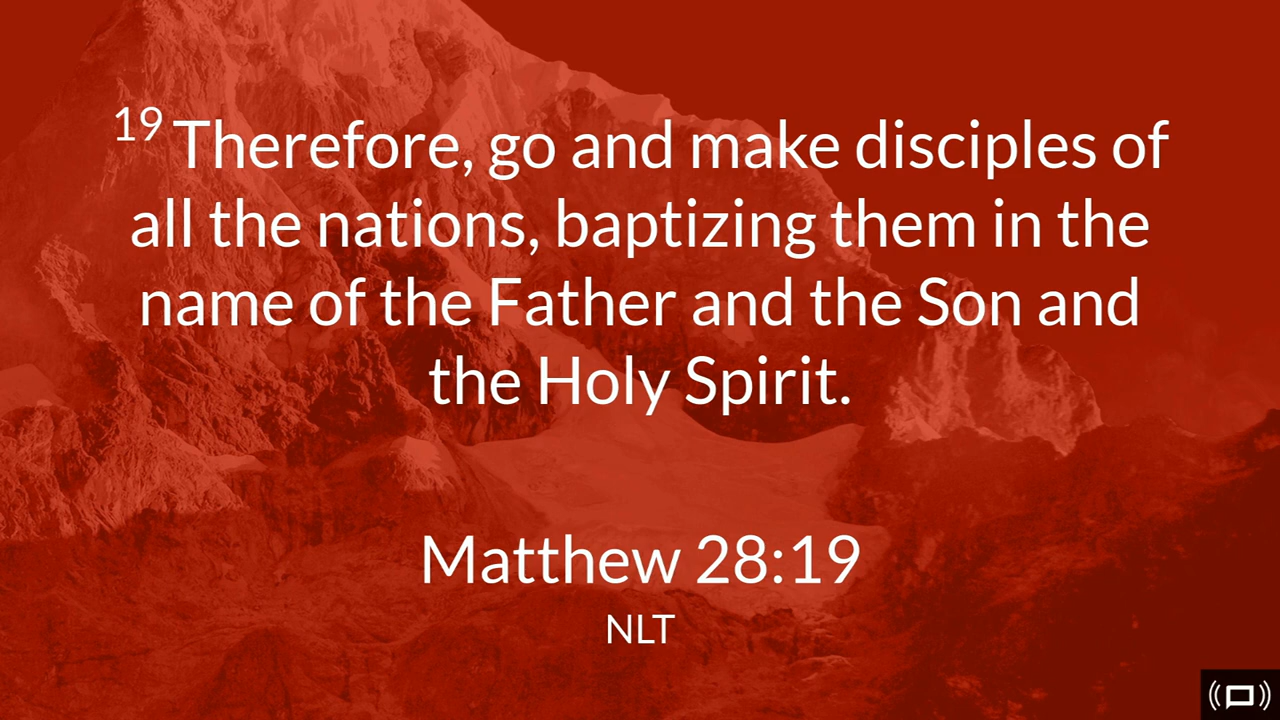 19 Therefore, go and make disciples of
all the nations, baptizing them in the
name of the Father and the Son and
the Holy Spirit.
Matthew 28:19
NLT